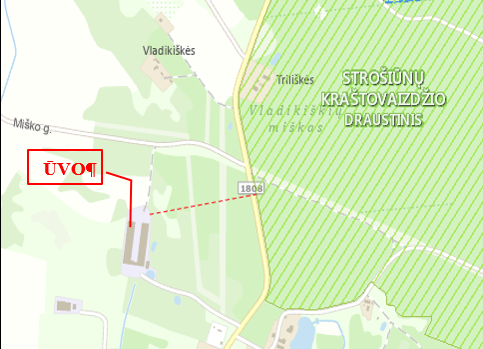 Vladikiškės
Triliškės
STROŠIŪNŲ
KRAŠTOVAIZDŽIO
DRAUSTINIS
Vladikiškių
miškas
Miško g.
ŪVO¶
1808